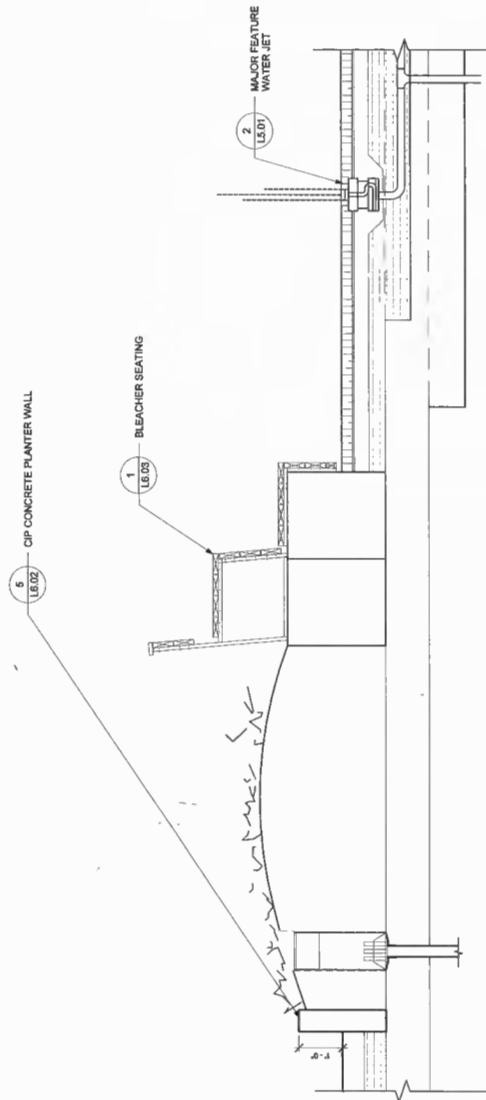 5
L6.02
CIP CONCRETE PLANTER WALL
1
L6.03
BLEACHER SEATING
2
L5.01
MAJOR FEATURE
WATER JET
1'-0"